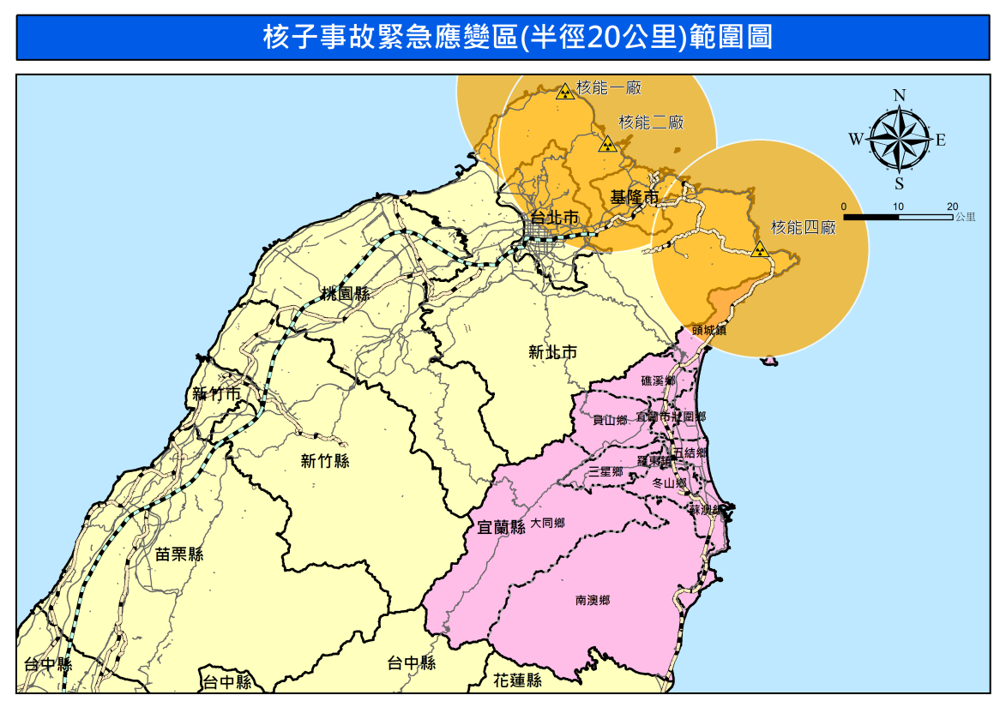 核子事故緊急應變區(半徑20公里)範圍圖
核能一廠
核能二廠
核能四廠
N
W
E
S
0
10
20
公里
基隆市
台北市
桃園縣
新北市
頭城鎮
礁溪鄉
新竹市
員山鄉
宜蘭市
壯圍鄉
新竹縣
三星鄉
羅東鎮
五結鄉
冬山鄉
蘇澳鎮
宜蘭縣
大同鄉
苗栗縣
南澳鄉
台中縣
台中縣
台中縣
花蓮縣